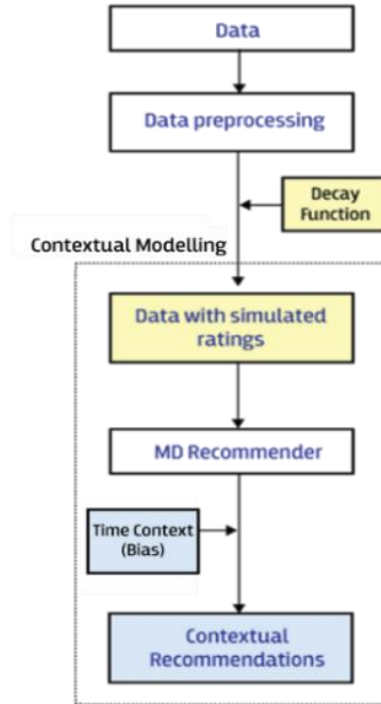 Data
Data preprocessing
Decay
Function
Contextual Modelling
Data with simulated
ratings
MD Recommender
Time Context
(Bias)
Contextual
Recommendations